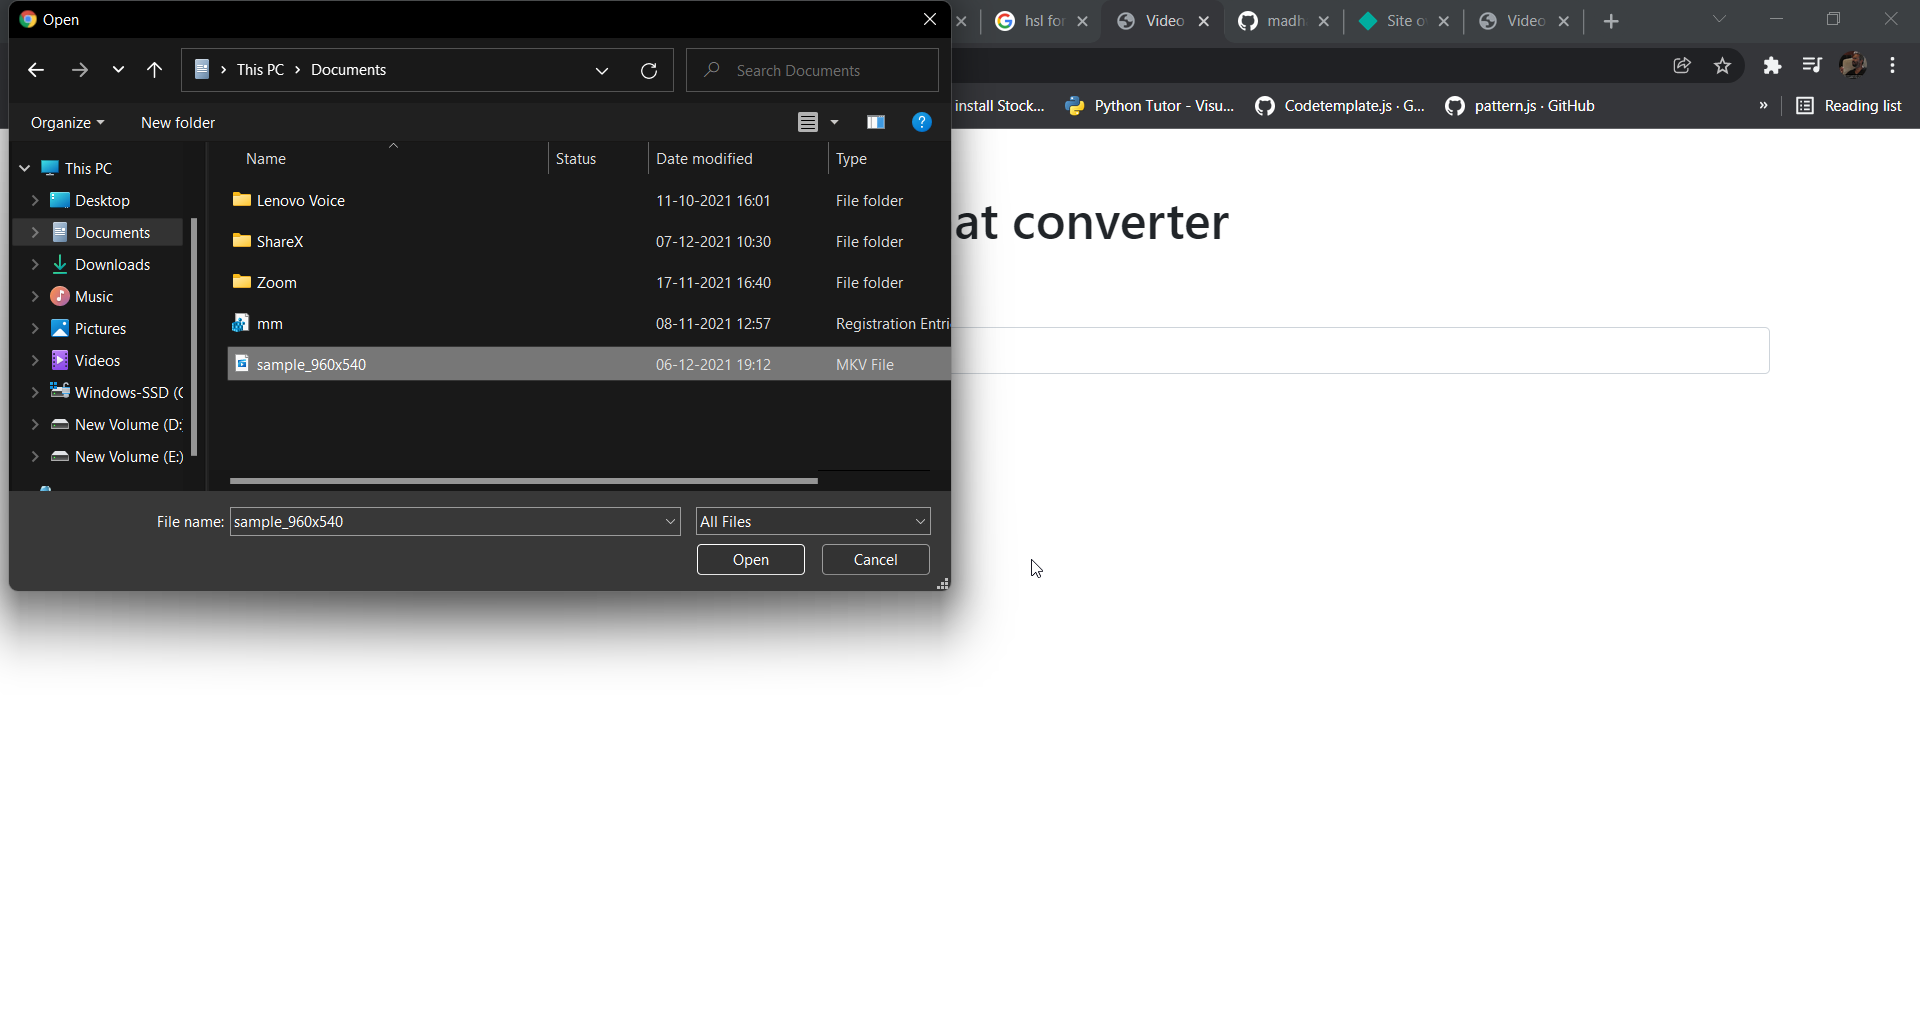 Open
hsl for
Video
madh
Site o
Video
This PC
Documents
Search Documents
install Stock...
Python Tutor - Visu...
Codetemplate.js · G...
pattern.js · GitHub
»
Reading list
Organize
New folder
Name
Status
Date modified
Type
This PC
Desktop
Documents
Downloads
Music
Pictures
Videos
Windows-SSD (
New Volume (D:
New Volume (E:)
Lenovo Voice 11-10-2021 16:01 File folder
ShareX 07-12-2021 10:30 File folder
Zoom 17-11-2021 16:40 File folder
mm 08-11-2021 12:57 Registration Entri
sample_960x540 06-12-2021 19:12 MKV File
at converter
File name: sample_960x540
All Files
Open
Cancel